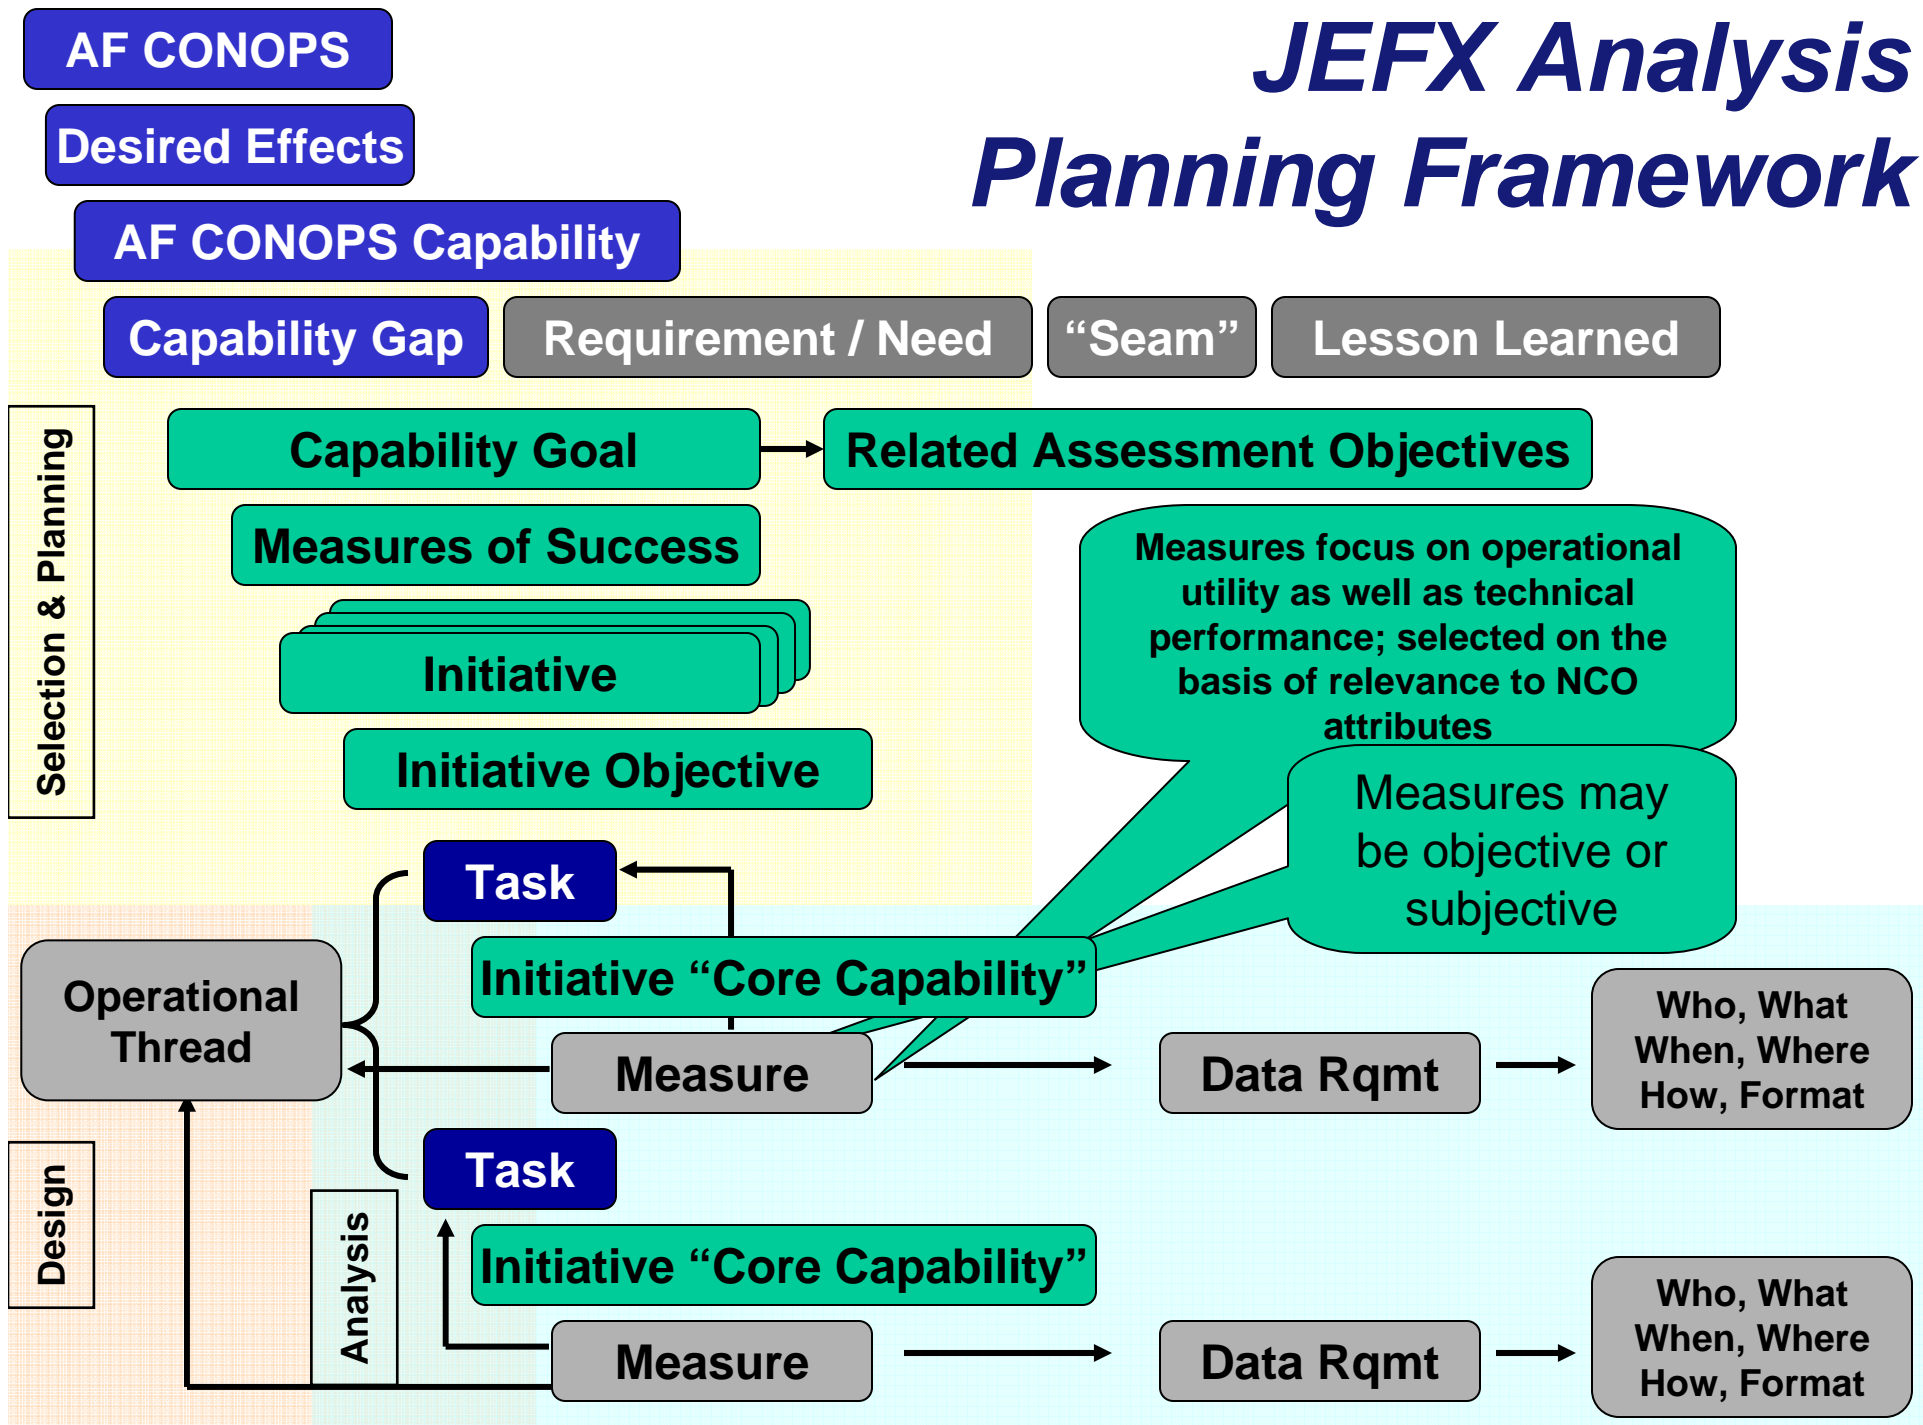 AF CONOPS
JEFX Analysis
Planning Framework
Desired Effects
AF CONOPS Capability
Capability Gap
Requirement / Need
“Seam”
Lesson Learned
Selection & Planning
Capability Goal
Related Assessment Objectives
Measures of Success
Initiative
Initiative Objective
Measures focus on operational
utility as well as technical
performance; selected on the
basis of relevance to NCO
attributes
Measures may
be objective or
subjective
Task
Initiative “Core Capability”
Operational
Thread
Measure
Data Rqmt
Who, What
When, Where
How, Format
Design
Analysis
Task
Initiative “Core Capability”
Measure
Data Rqmt
Who, What
When, Where
How, Format